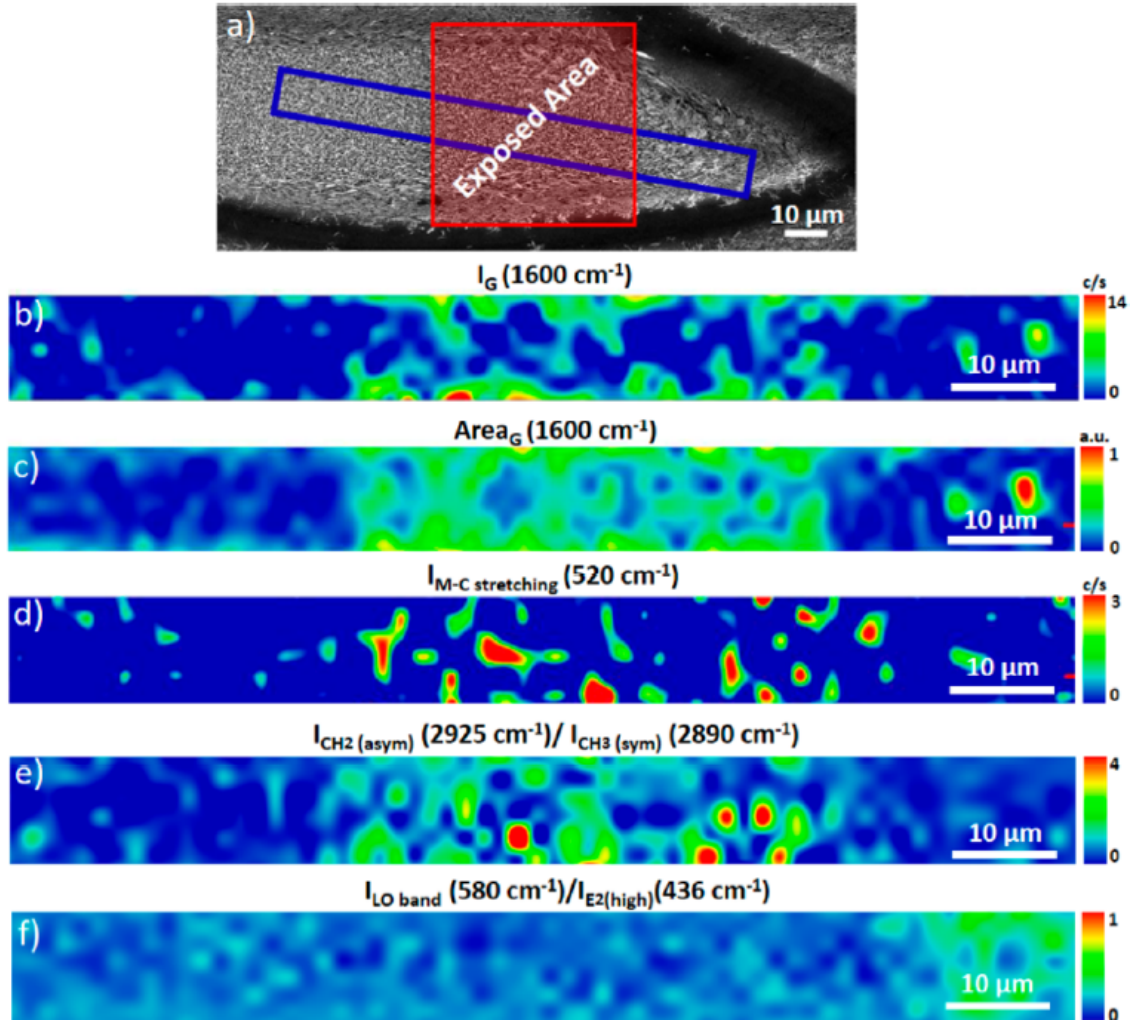 a)
Exposed Area
10 µm
I_G (1600 cm⁻¹)
b)
c/s
14
0
10 µm
Area_G (1600 cm⁻¹)
c)
a.u.
1
0
10 µm
I_M-C stretching (520 cm⁻¹)
d)
c/s
3
0
10 µm
I_CH2 (asym) (2925 cm⁻¹)/ I_CH3 (sym) (2890 cm⁻¹)
e)
4
0
10 µm
I_LO band (580 cm⁻¹)/I_E2(high)(436 cm⁻¹)
f)
1
0
10 µm